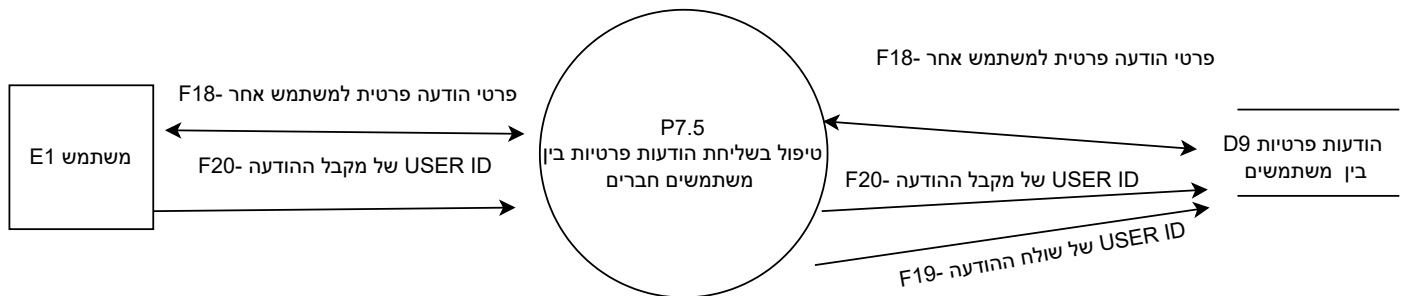 פרטי הודעה פרטית למשתמש אחר -F18
פרטי הודעה פרטית למשתמש אחר -F18
P7.5
טיפול בשליחת הודעות פרטיות בין
משתמשים חברים
משתמש E1
הודעות פרטיות D9
בין משתמשים
USER ID של מקבל ההודעה -F20
USER ID של מקבל ההודעה -F20
USER ID של שולח ההודעה -F19